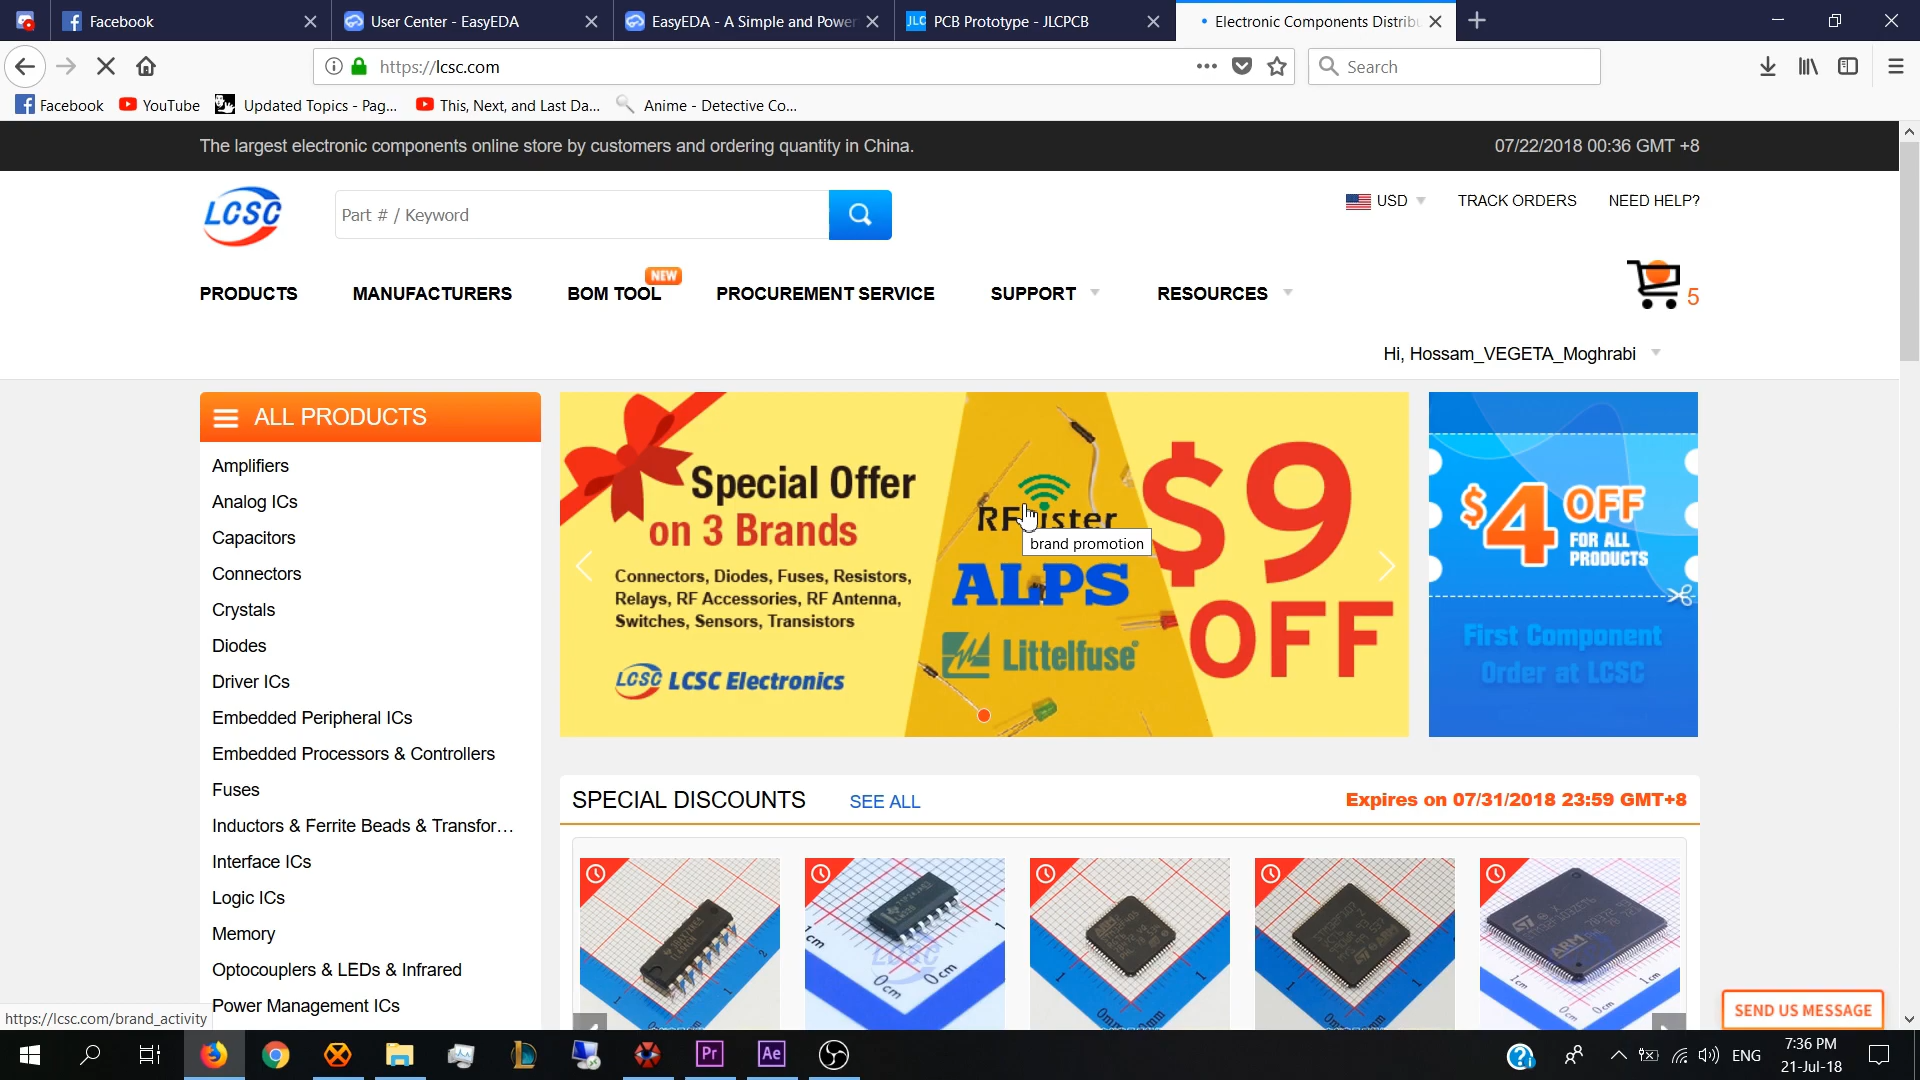 Facebook
User Center - EasyEDA
EasyEDA - A Simple and Power
JLC PCB Prototype - JLCPCB
Electronic Components Distribu
https://lcsc.com
Search
Facebook
YouTube
Updated Topics - Pag...
This, Next, and Last Da...
Anime - Detective Co...
The largest electronic components online store by customers and ordering quantity in China.
07/22/2018 00:36 GMT +8
LCSC
Part # / Keyword
USD
TRACK ORDERS
NEED HELP?
PRODUCTS
MANUFACTURERS
BOM TOOL
NEW
PROCUREMENT SERVICE
SUPPORT
RESOURCES
5
Hi, Hossam_VEGETA_Moghrabi
ALL PRODUCTS
Amplifiers
Analog ICs
Capacitors
Connectors
Crystals
Diodes
Driver ICs
Embedded Peripheral ICs
Embedded Processors & Controllers
Fuses
Inductors & Ferrite Beads & Transfor...
Interface ICs
Logic ICs
Memory
Optocouplers & LEDs & Infrared
Power Management ICs
Special Offer
on 3 Brands
Connectors, Diodes, Fuses, Resistors,
Relays, RF Accessories, RF Antenna,
Switches, Sensors, Transistors
LCSC LCSC Electronics
brand promotion
ALPS
Littelfuse
$9
OFF
$4 OFF
FOR ALL
PRODUCTS
First Component
Order at LCSC
SPECIAL DISCOUNTS
SEE ALL
Expires on 07/31/2018 23:59 GMT+8
SEND US MESSAGE
https://lcsc.com/brand_activity
Pr
Ae
ENG
7:36 PM
21-Jul-18